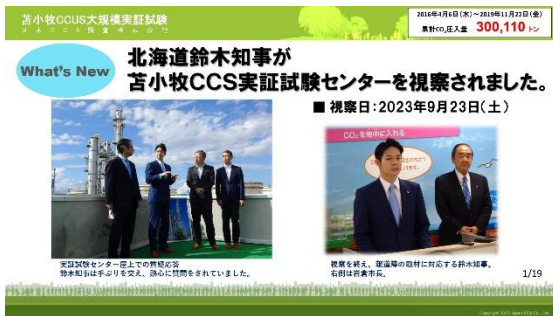 苫小牧CCUS大規模実証試験
2016年4月6日(水)~2019年11月22日(金)
累計CO₂圧入量 300,110 トン
What's New
北海道鈴木知事が
苫小牧CCS実証試験センターを視察されました。
■ 視察日:2023年9月23日(土)
CO₂を地中に入れる
実証試験センター屋上での質疑応答
鈴木知事は手ぶりを交え、熱心に質問をされていました。
視察を終え、報道陣の取材に対応する鈴木知事。
右側は岩倉市長。
1/19
Copyright 2023 Japan CCS Co., Ltd.